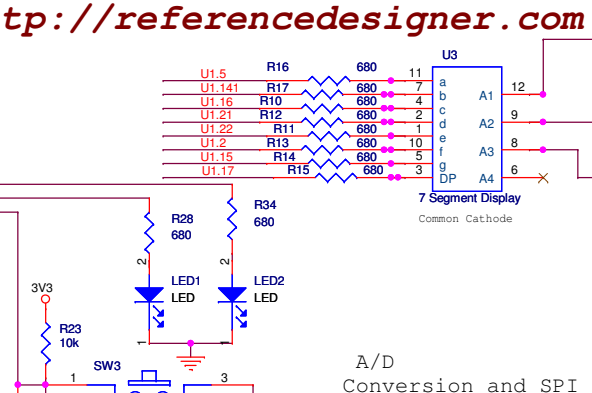 tp://referencedesigner.com
U3
U1.5 R16 680 11 a
U1.141 R17 680 7 b A1 12
U1.16 R10 680 4 c
U1.21 R12 680 2 d A2 9
U1.22 R11 680 1 e
U1.2 R13 680 10 f A3 8
U1.15 R14 680 5 g
U1.17 R15 680 3 DP A4 6
7 Segment Display
Common Cathode
R28
680
R34
680
2 2
LED1
LED
LED2
LED
1 1
3V3
R23
10k
SW3
1 3
A/D
Conversion and SPI